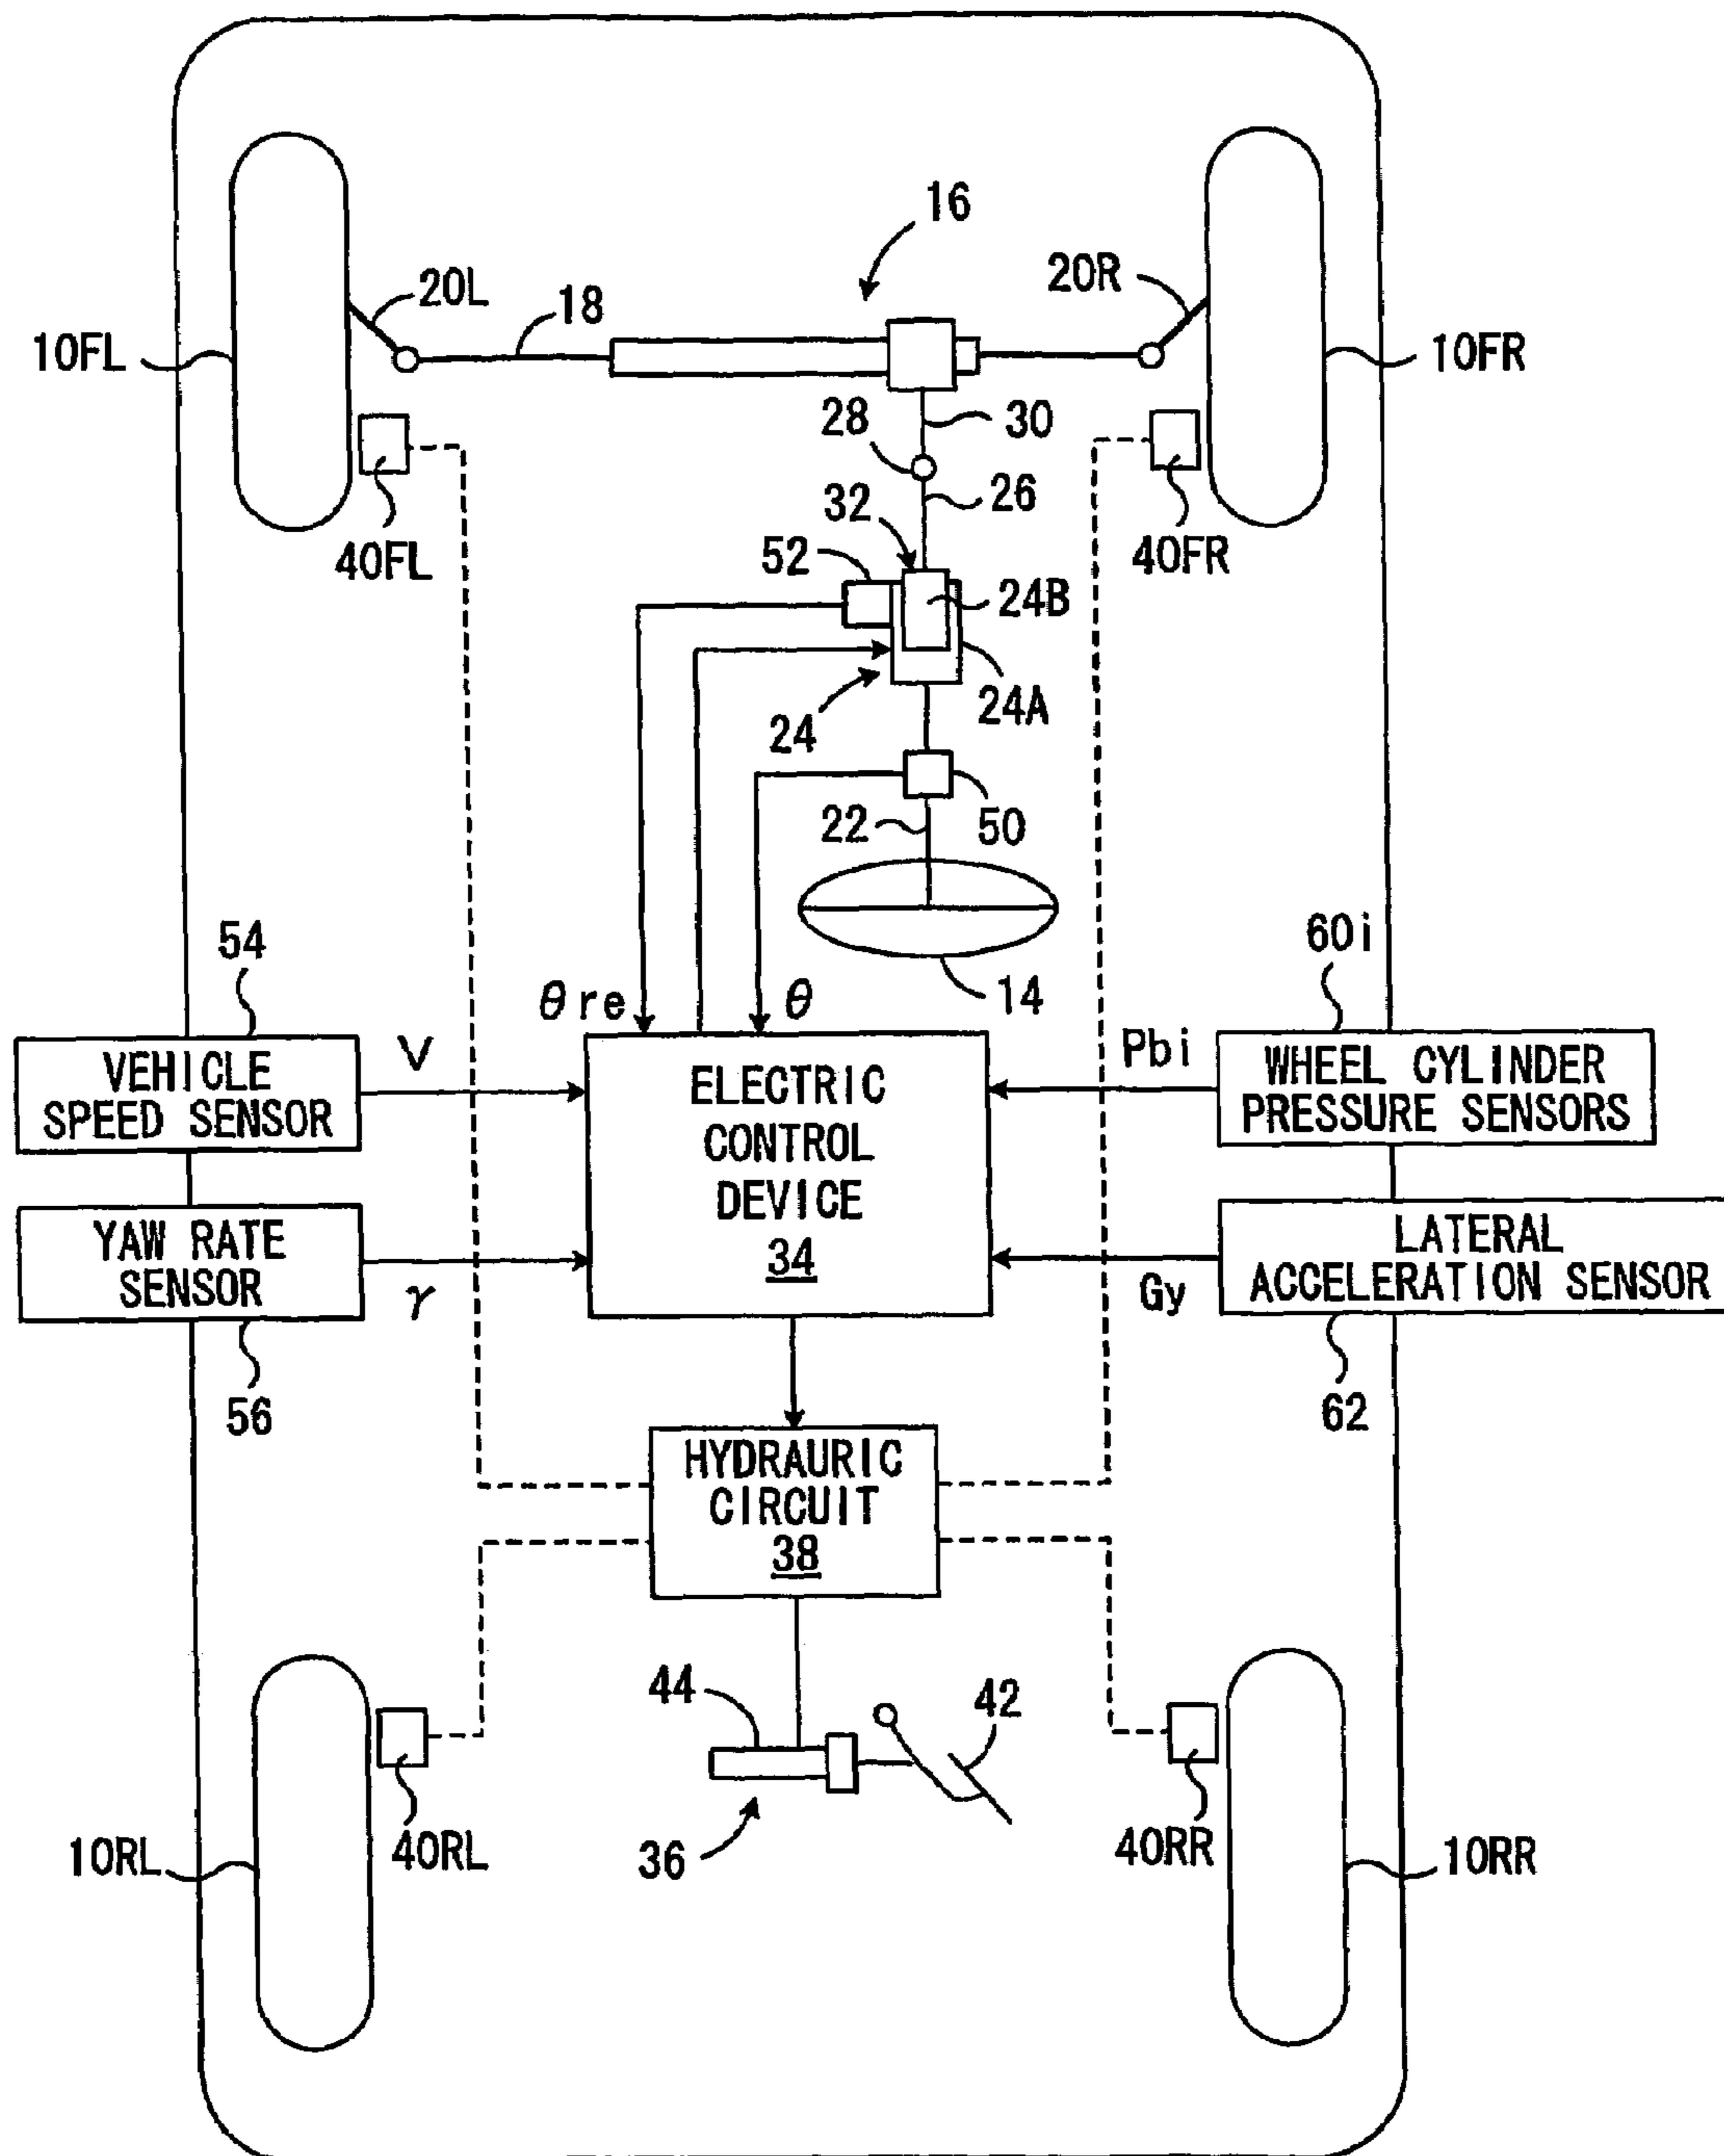 16
20L
18
20R
10FL
10FR
28
30
26
32
40FL
52
40FR
24B
24A
24
50
22
14
54
60i
θre
θ
VEHICLE
SPEED SENSOR
V
ELECTRIC
CONTROL
DEVICE
34
Pbi
WHEEL CYLINDER
PRESSURE SENSORS
YAW RATE
SENSOR
γ
Gy
LATERAL
ACCELERATION SENSOR
56
62
HYDRAURIC
CIRCUIT
38
44
42
10RL
40RL
36
40RR
10RR